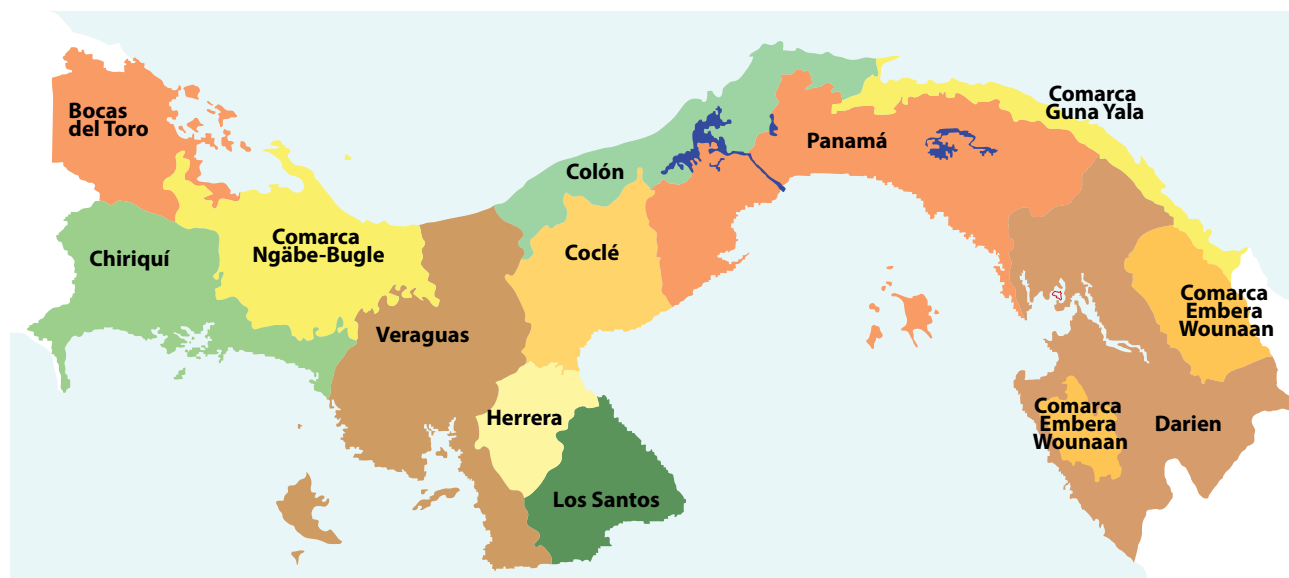 Bocas
del Toro
Comarca
Guna Yala
Panamá
Colón
Comarca
Ngäbe-Bugle
Chiriquí
Coclé
Veraguas
Comarca
Embera
Wounaan
Herrera
Comarca
Embera
Wounaan
Darien
Los Santos